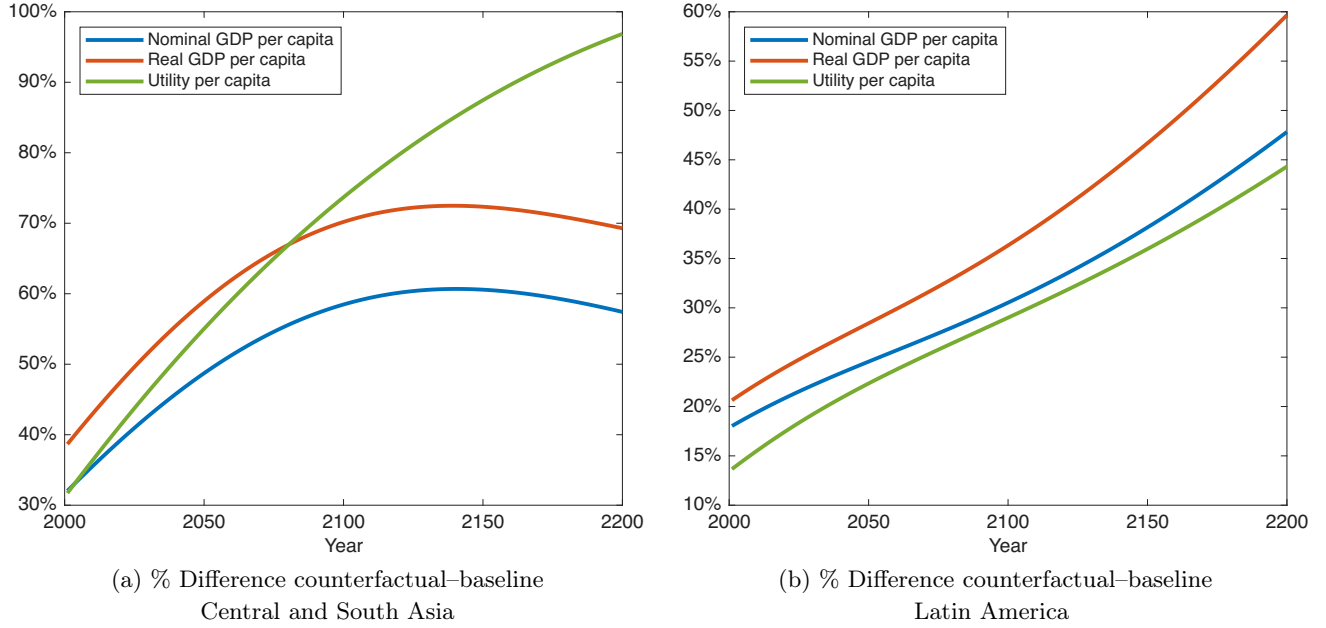 100%
90%
80%
70%
60%
50%
40%
30%
2000 2050 2100 2150 2200
Year
Nominal GDP per capita
Real GDP per capita
Utility per capita
(a) % Difference counterfactual–baseline
Central and South Asia
60%
55%
50%
45%
40%
35%
30%
25%
20%
15%
10%
2000 2050 2100 2150 2200
Year
Nominal GDP per capita
Real GDP per capita
Utility per capita
(b) % Difference counterfactual–baseline
Latin America